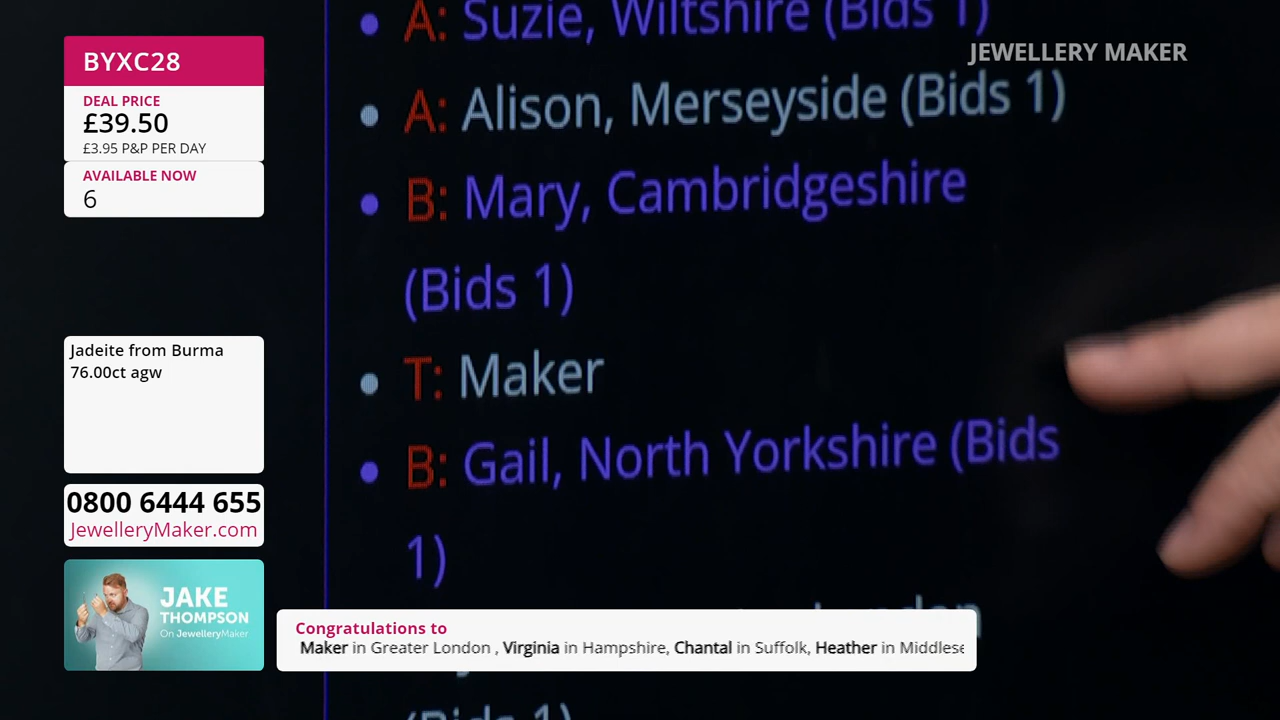 BYXC28
DEAL PRICE
£39.50
£3.95 P&P PER DAY
AVAILABLE NOW
6
Jadeite from Burma
76.00ct agw
0800 6444 655
JewelleryMaker.com
JAKE
THOMPSON
On JewelleryMaker
JEWELLERY MAKER
A: Suzie, Wiltshire (Bids 1)
A: Alison, Merseyside (Bids 1)
B: Mary, Cambridgeshire
(Bids 1)
T: Maker
B: Gail, North Yorkshire (Bids
1)
London
(Bids 1)
Congratulations to
Maker in Greater London , Virginia in Hampshire, Chantal in Suffolk, Heather in Middlese